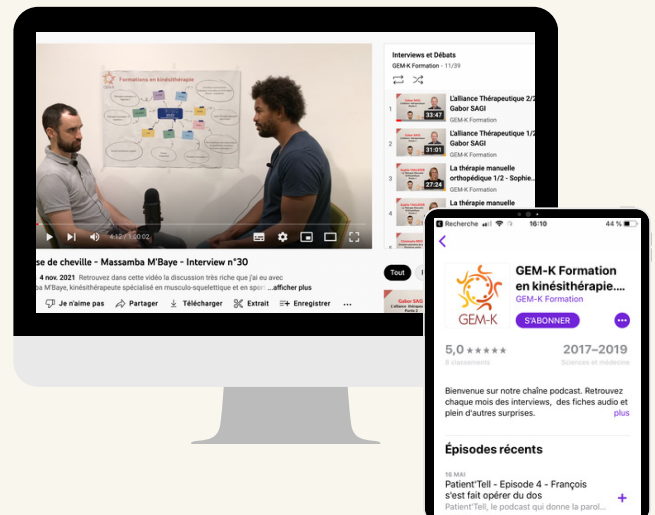 Formations en kinésithérapie
4:12 / 1:00:02
se de cheville - Massamba M'Baye - Interview n°30
4 nov. 2021 Retrouvez dans cette vidéo la discussion très riche que j'ai eu avec
ba M'Baye, kinésithérapeute spécialisé en musculo-squelettique et en spor ...afficher plus
Je n'aime pas
Partager
Télécharger
Extrait
Enregistrer
...
Interviews et Débats
GEM-K Formation - 11/39
1
33:47
L'alliance Thérapeutique 2/2
Gabor SAGI
GEM-K Formation
2
31:01
L'alliance Thérapeutique 1/2
Gabor SAGI
GEM-K Formation
3
27:24
La thérapie manuelle
orthopédique 1/2 - Sophie...
GEM-K Formation
4
La thérapie manuelle
Tout
Gabor SAGI
Recherche
16:10
44 %
GEM-K
GEM-K Formation
en kinésithérapie....
GEM-K Formation
S'ABONNER
5,0 ★★★★★
8 classements
2017–2019
Sciences et médecine
Bienvenue sur notre chaîne podcast. Retrouvez
chaque mois des interviews, des fiches audio et
plein d'autres surprises.
plus
Épisodes récents
16 MAI
Patient'Tell - Episode 4 - François
s'est fait opérer du dos
Patient'Tell, le podcast qui donne la parol...